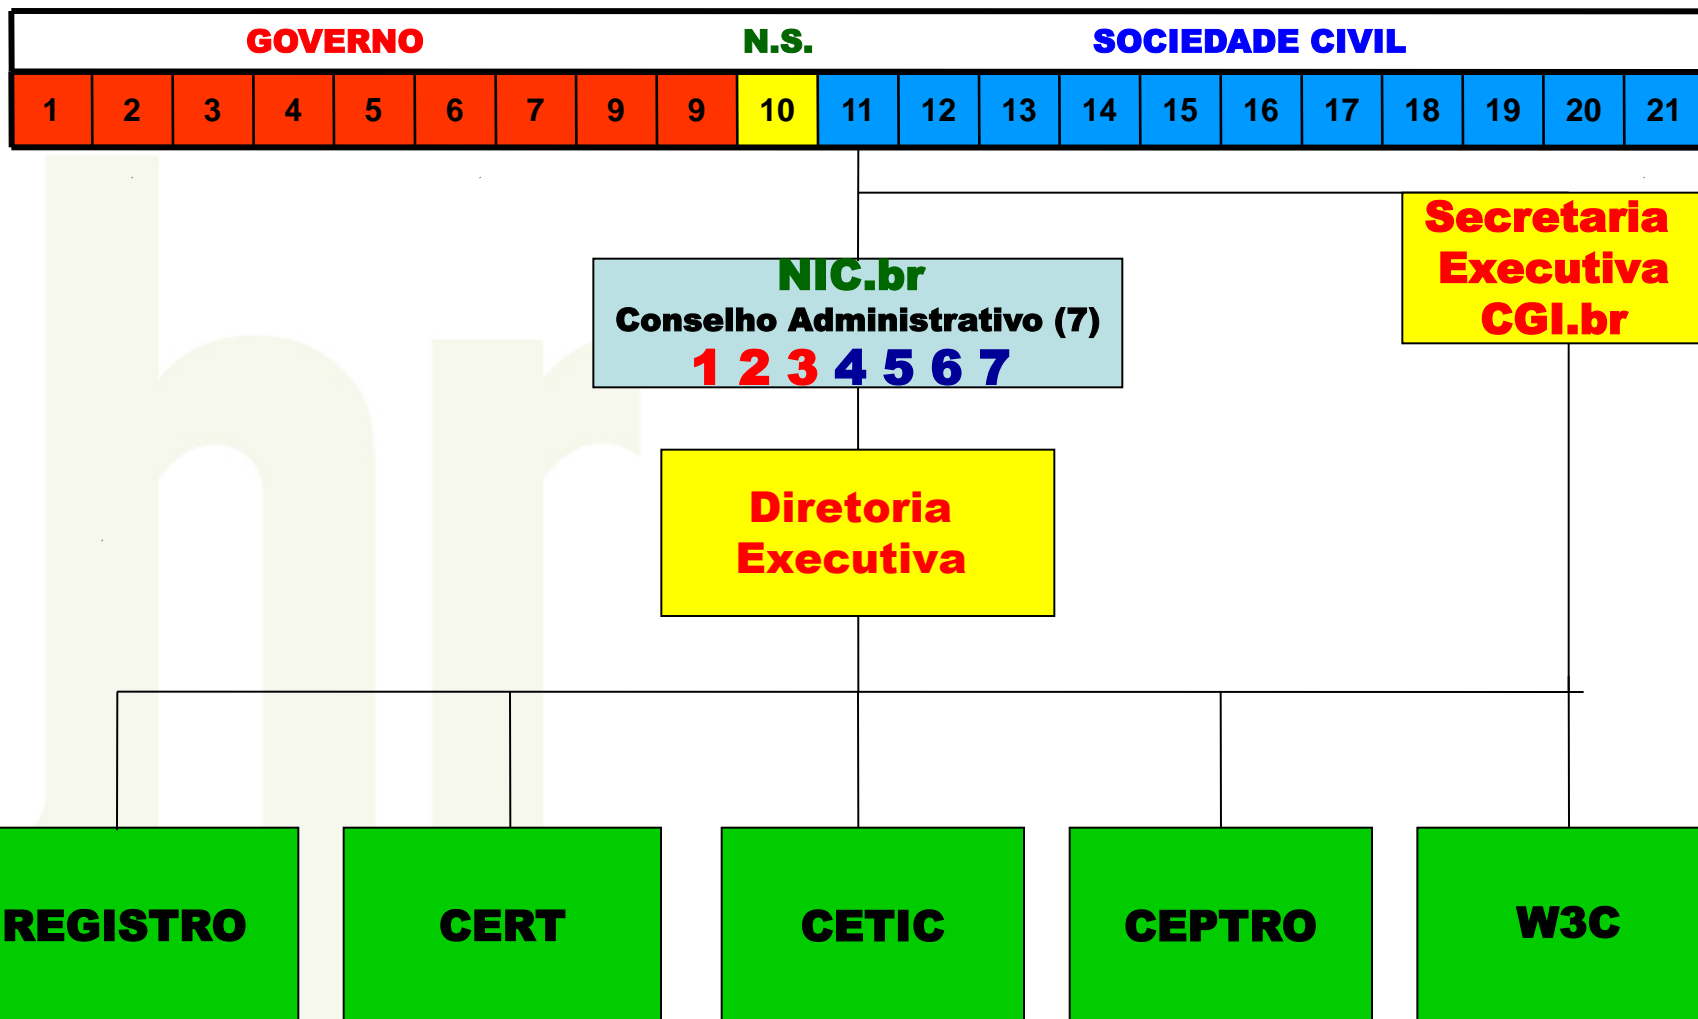 GOVERNO N.S. SOCIEDADE CIVIL
1 2 3 4 5 6 7 9 9 10 11 12 13 14 15 16 17 18 19 20 21
Secretaria
Executiva
CGI.br
NIC.br
Conselho Administrativo (7)
1 2 3 4 5 6 7
Diretoria
Executiva
REGISTRO CERT CETIC CEPTRO W3C